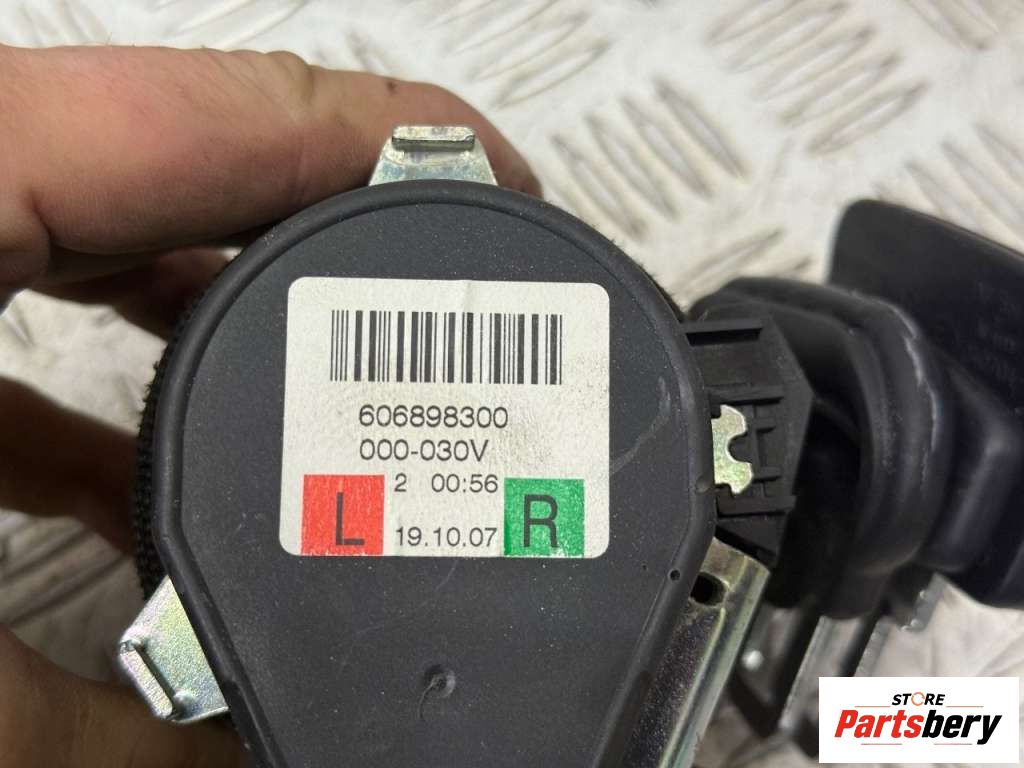 606898300
000-030V
2 00:56
L 19.10.07 R
STORE
Partsbery